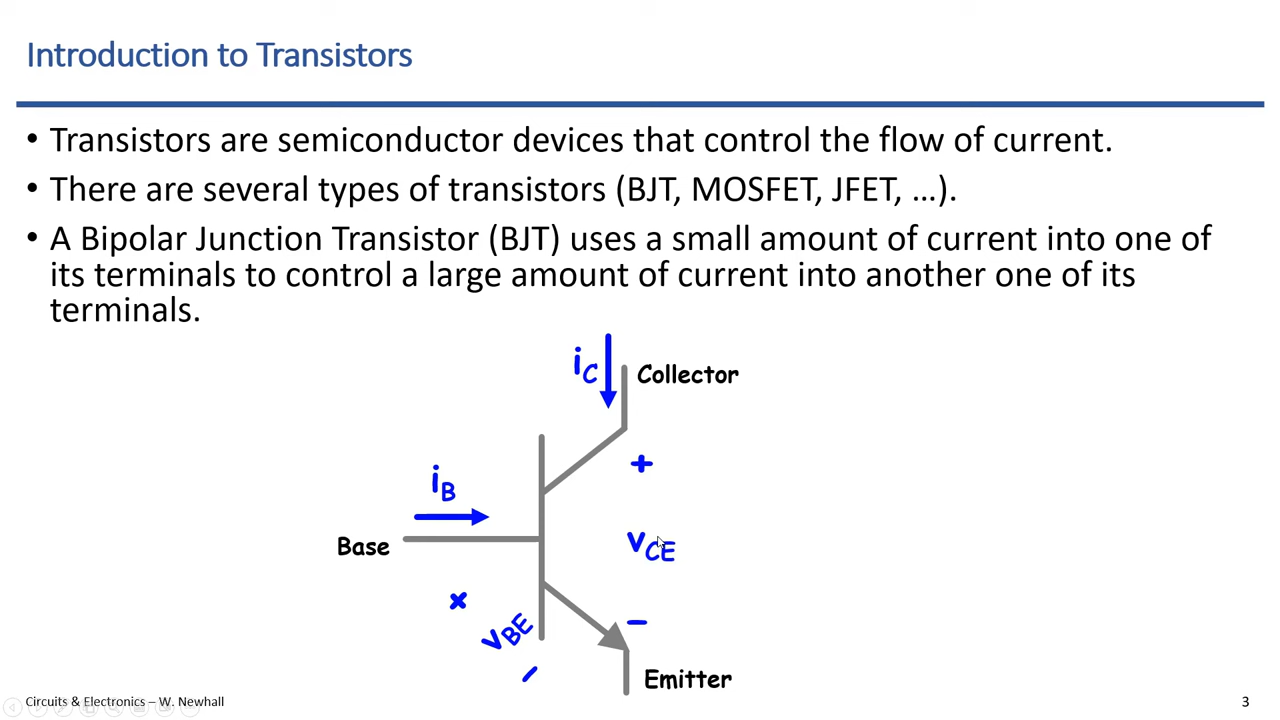 Introduction to Transistors
• Transistors are semiconductor devices that control the flow of current.
• There are several types of transistors (BJT, MOSFET, JFET, …).
• A Bipolar Junction Transistor (BJT) uses a small amount of current into one of
its terminals to control a large amount of current into another one of its
terminals.
iC
Collector
+
iB
Base
vCE
+
vBE
−
−
Emitter
Circuits & Electronics – W. Newhall
3